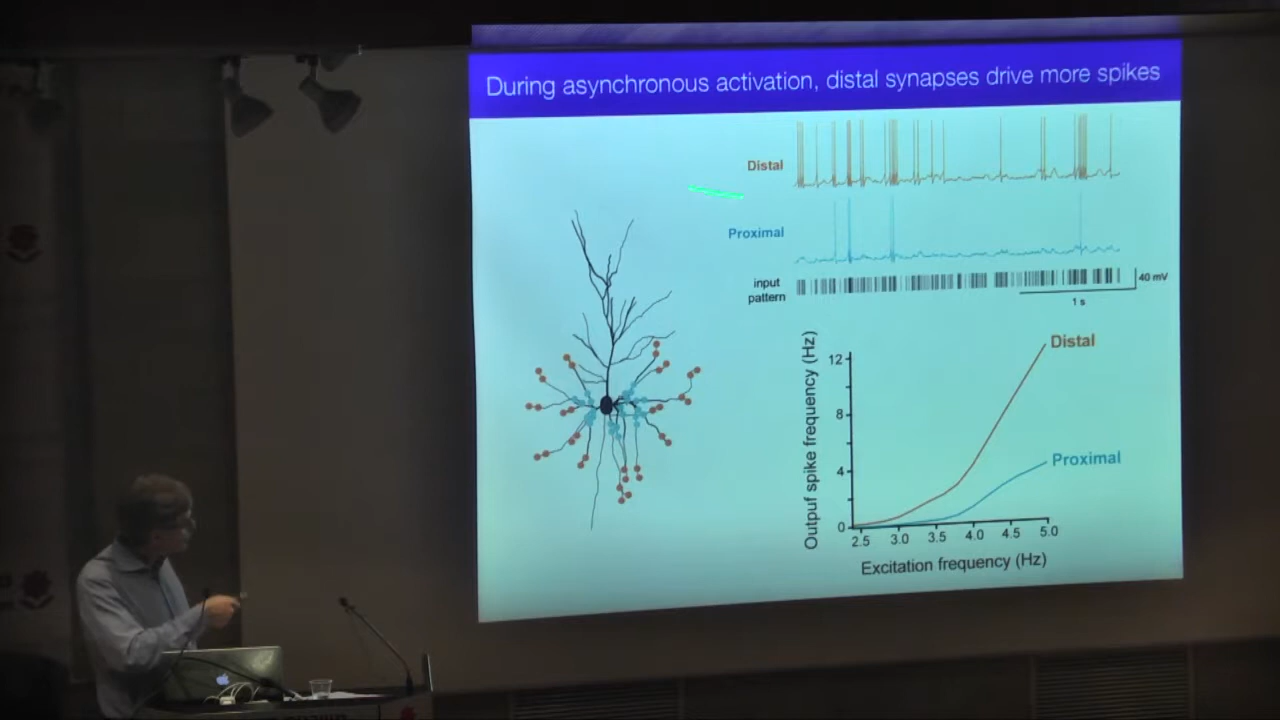 During asynchronous activation, distal synapses drive more spikes
Distal
Proximal
input
pattern
40 mV
1 s
Output spike frequency (Hz)
12
8
4
0
Distal
Proximal
2.5 3.0 3.5 4.0 4.5 5.0
Excitation frequency (Hz)